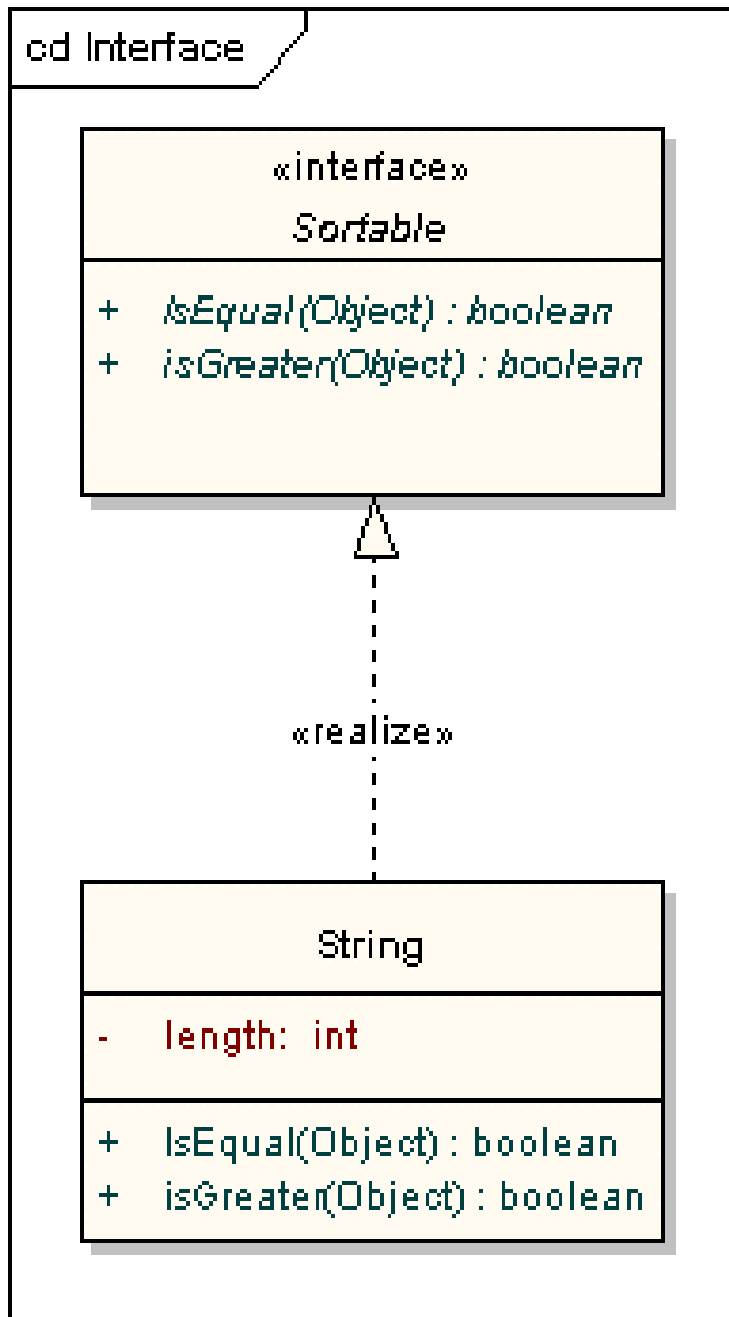 cd Interface
«interface»
Sortable
+ IsEqual(Object) : boolean
+ isGreater(Object) : boolean
«realize»
String
- length: int
+ IsEqual(Object) : boolean
+ isGreater(Object) : boolean